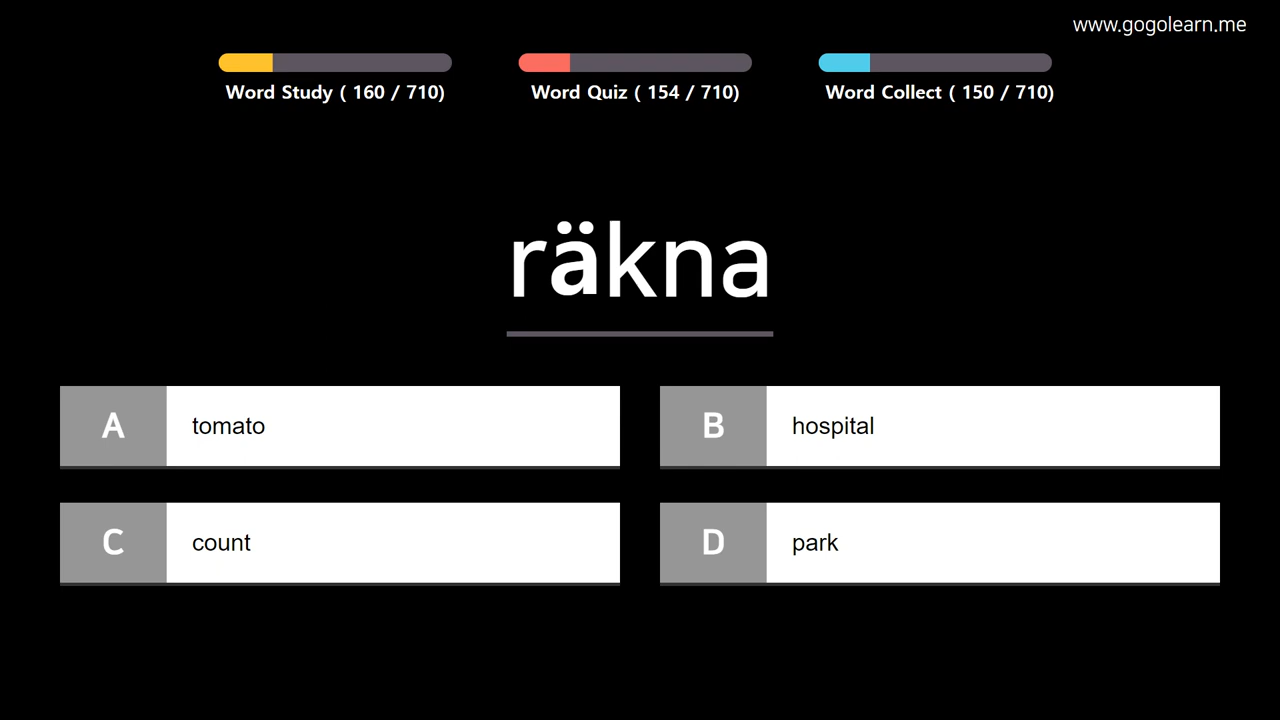 www.gogolearn.me
Word Study ( 160 / 710)
Word Quiz ( 154 / 710)
Word Collect ( 150 / 710)
räkna
A tomato
B hospital
C count
D park